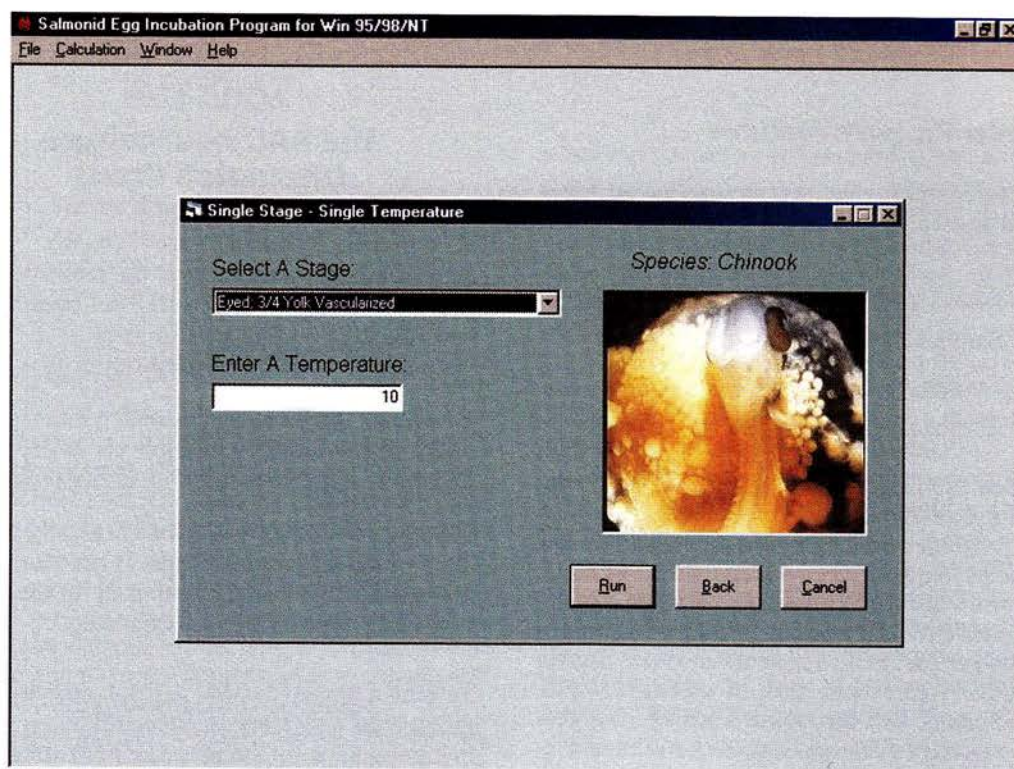 Salmonid Egg Incubation Program for Win 95/98/NT
File Calculation Window Help
Single Stage - Single Temperature
Select A Stage:
Species: Chinook
Eyed: 3/4 Yolk Vascularized
Enter A Temperature:
10
Run Back Cancel